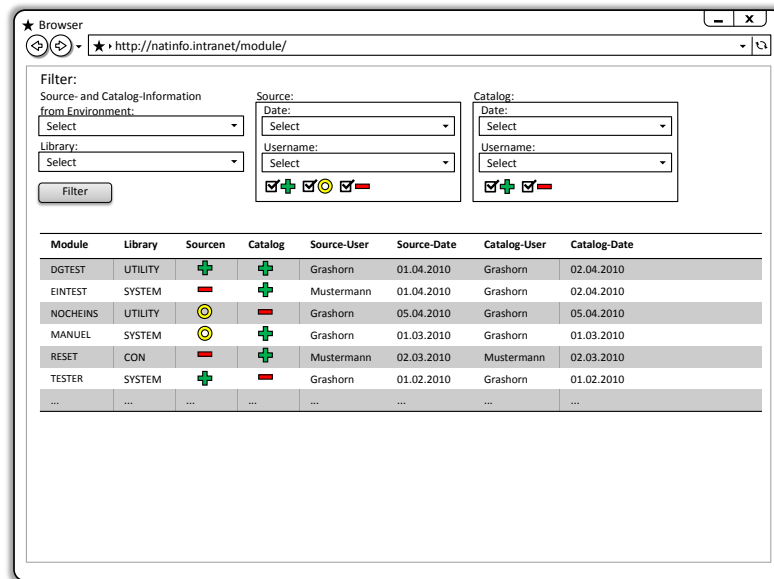 Browser
http://natinfo.intranet/module/
X
Filter:
Source- and Catalog-Information
from Environment:
Select
Library:
Select
Filter
Source:
Date:
Select
Username:
Select
Catalog:
Date:
Select
Username:
Select
Module Library Sourcen Catalog Source-User Source-Date Catalog-User Catalog-Date
DGTEST UTILITY Grashorn 01.04.2010 Grashorn 02.04.2010
EINTEST SYSTEM Mustermann 01.04.2010 Grashorn 02.04.2010
NOCHEINS UTILITY Grashorn 05.04.2010 Grashorn 05.04.2010
MANUEL SYSTEM Grashorn 01.03.2010 Grashorn 01.03.2010
RESET CON Mustermann 02.03.2010 Mustermann 02.03.2010
TESTER SYSTEM Grashorn 01.02.2010 Grashorn 01.02.2010
... ... ... ... ... ... ... ...